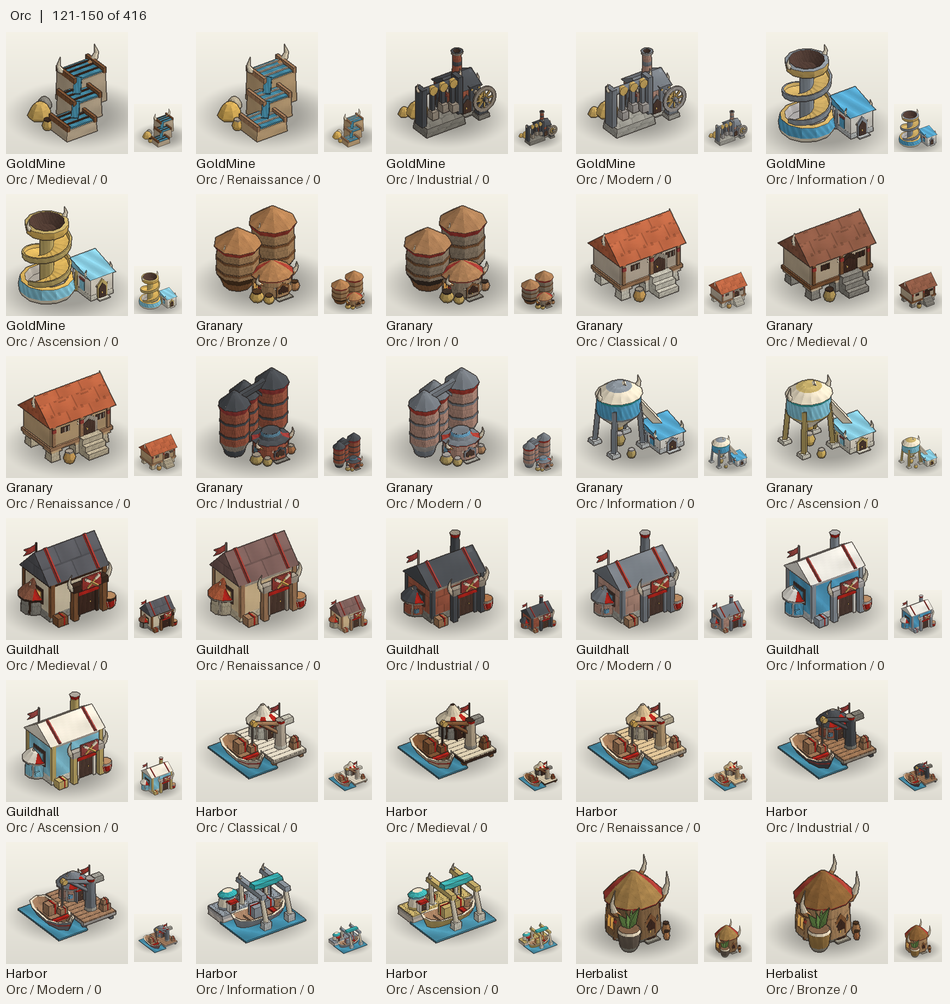 Orc | 121-150 of 416
GoldMine
Orc / Medieval / 0
GoldMine
Orc / Renaissance / 0
GoldMine
Orc / Industrial / 0
GoldMine
Orc / Modern / 0
GoldMine
Orc / Information / 0
GoldMine
Orc / Ascension / 0
Granary
Orc / Bronze / 0
Granary
Orc / Iron / 0
Granary
Orc / Classical / 0
Granary
Orc / Medieval / 0
Granary
Orc / Renaissance / 0
Granary
Orc / Industrial / 0
Granary
Orc / Modern / 0
Granary
Orc / Information / 0
Granary
Orc / Ascension / 0
Guildhall
Orc / Medieval / 0
Guildhall
Orc / Renaissance / 0
Guildhall
Orc / Industrial / 0
Guildhall
Orc / Modern / 0
Guildhall
Orc / Information / 0
Guildhall
Orc / Ascension / 0
Harbor
Orc / Classical / 0
Harbor
Orc / Medieval / 0
Harbor
Orc / Renaissance / 0
Harbor
Orc / Industrial / 0
Harbor
Orc / Modern / 0
Harbor
Orc / Information / 0
Harbor
Orc / Ascension / 0
Herbalist
Orc / Dawn / 0
Herbalist
Orc / Bronze / 0